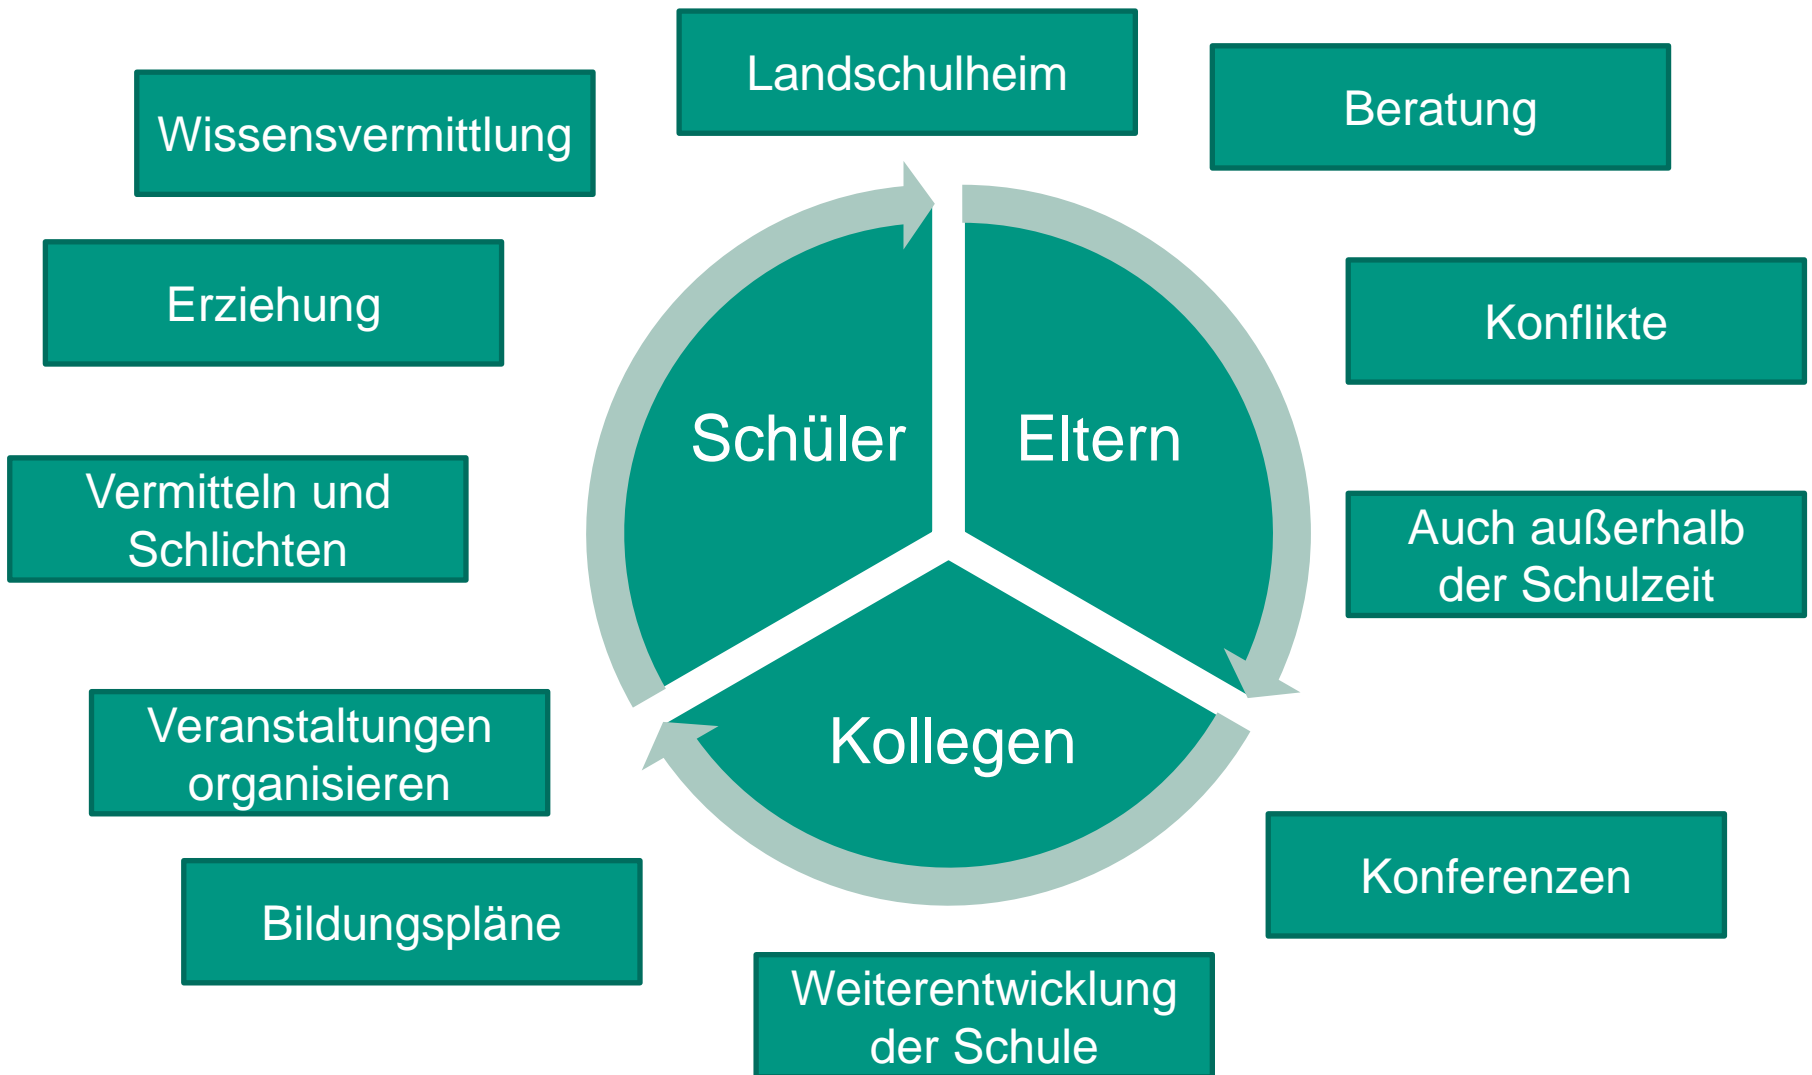 Landschulheim
Beratung
Wissensvermittlung
Erziehung
Konflikte
Schüler
Eltern
Vermitteln und
Schlichten
Auch außerhalb
der Schulzeit
Veranstaltungen
organisieren
Kollegen
Konferenzen
Bildungspläne
Weiterentwicklung
der Schule